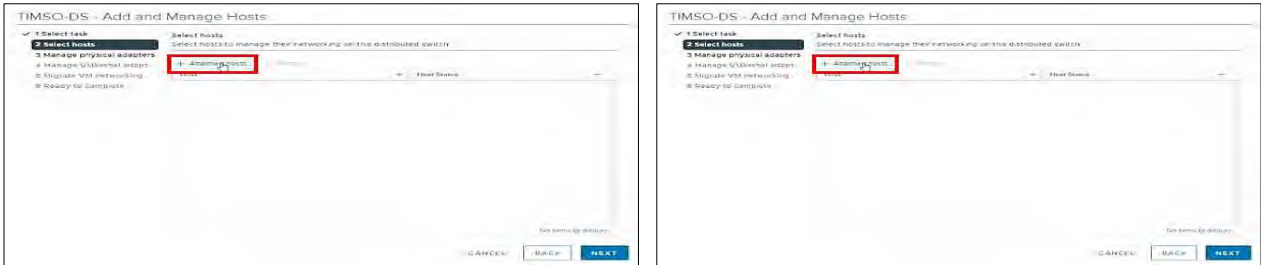 TIMSO-DS - Add and Manage Hosts
✓ 1 Select task
2 Select hosts
3 Manage physical adapters
4 Manage VMkernel adapt...
5 Migrate VM networking
6 Ready to complete
Select hosts
Select hosts to manage their networking on this distributed switch.
+ Attached hosts...
Host
Host Status
No items to display
CANCEL
BACK
NEXT
TIMSO-DS - Add and Manage Hosts
✓ 1 Select task
2 Select hosts
3 Manage physical adapters
4 Manage VMkernel adapt...
5 Migrate VM networking
6 Ready to complete
Select hosts
Select hosts to manage their networking on this distributed switch.
+ Attached hosts...
Host
Host Status
No items to display
CANCEL
BACK
NEXT